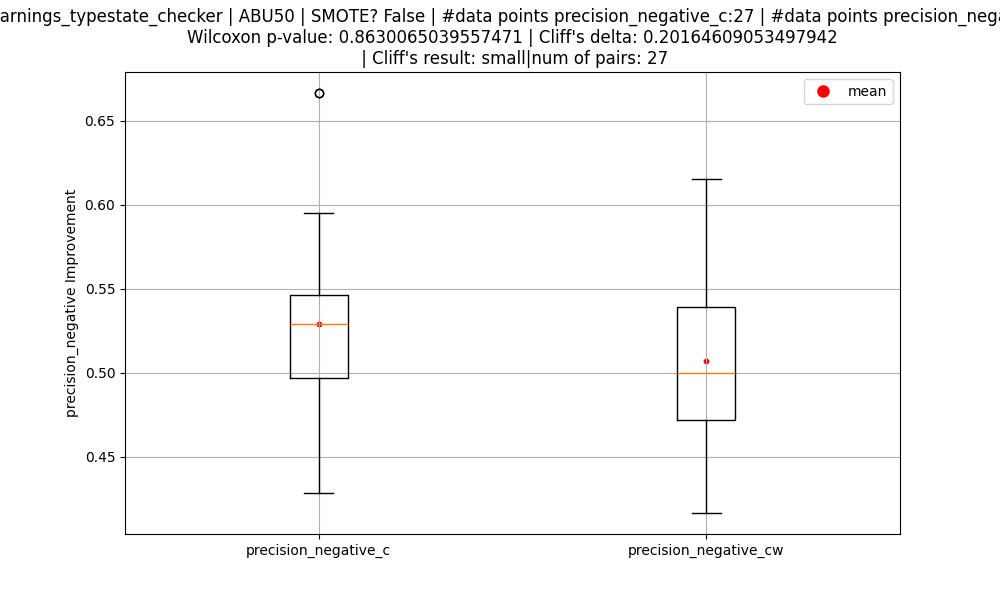 arnings_typestate_checker | ABU50 | SMOTE? False | #data points precision_negative_c:27 | #data points precision_nega
Wilcoxon p-value: 0.8630065039557471 | Cliff's delta: 0.20164609053497942
| Cliff's result: small|num of pairs: 27
mean
0.65
0.60
0.55
0.50
0.45
precision_negative Improvement
precision_negative_c
precision_negative_cw